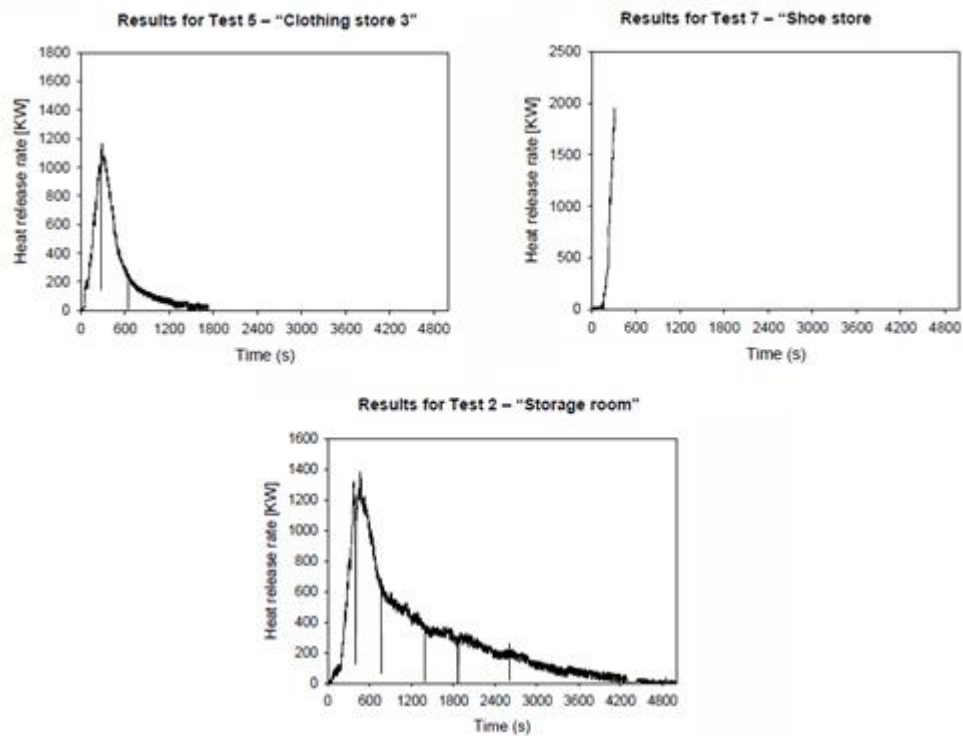 Results for Test 5 – “Clothing store 3”
1800
1600
1400
1200
1000
800
600
400
200
0
Heat release rate [KW]
0 600 1200 1800 2400 3000 3600 4200 4800
Time (s)
Results for Test 7 – “Shoe store
2500
2000
1500
1000
500
0
Heat release rate [KW]
0 600 1200 1800 2400 3000 3600 4200 4800
Time (s)
Results for Test 2 – “Storage room”
1600
1400
1200
1000
800
600
400
200
0
Heat release rate [KW]
0 600 1200 1800 2400 3000 3600 4200 4800
Time (s)